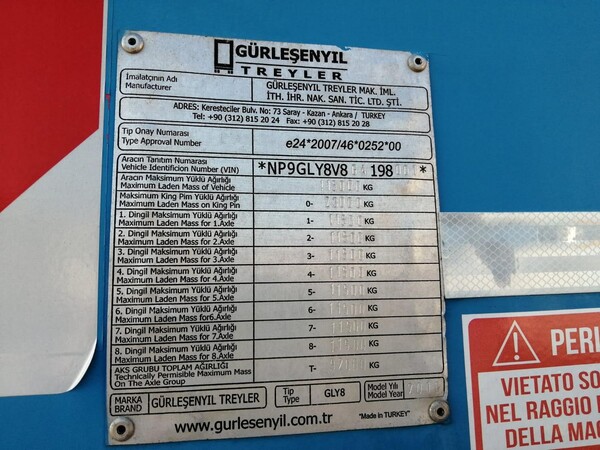 GÜRLEŞENYIL
TREYLER
İmalatçının Adı
Manufacturer
GÜRLEŞENYIL TREYLER MAK. İML.
İTH. İHR. NAK. SAN. TİC. LTD. ŞTİ.
ADRES: Keresteciler Bulv. No: 73 Saray - Kazan - Ankara / TURKEY
Tel: +90 (312) 815 20 24 Fax: +90 (312) 815 20 28
Tip Onay Numarası
Type Approval Number
e24*2007/46*0252*00
Aracın Tanıtım Numarası
Vehicle Identificion Number (VIN)
*NP9GLY8V8 198 *
Aracın Maksimum Yüklü Ağırlığı
Maximum Laden Mass of Vehicle
KG
Maksimum King Pim Yüklü Ağırlığı
Maximum Laden Mass on King Pin
0- KG
1. Dingil Maksimum Yüklü Ağırlığı
Maximum Laden Mass for 1.Axle
1- KG
2. Dingil Maksimum Yüklü Ağırlığı
Maximum Laden Mass for 2.Axle
2- KG
3. Dingil Maksimum Yüklü Ağırlığı
Maximum Laden Mass for 3.Axle
3- KG
4. Dingil Maksimum Yüklü Ağırlığı
Maximum Laden Mass for 4.Axle
4- KG
5. Dingil Maksimum Yüklü Ağırlığı
Maximum Laden Mass for 5.Axle
5- KG
6. Dingil Maksimum Yüklü Ağırlığı
Maximum Laden Mass for6.Axle
6- KG
7. Dingil Maksimum Yüklü Ağırlığı
Maximum Laden Mass for 7.Axle
7- KG
8. Dingil Maksimum Yüklü Ağırlığı
Maximum Laden Mass for 8.Axle
8- KG
AKS GRUBU TOPLAM AĞIRLIĞI
Technically Permisible Maximum Mass
On The Axle Group
T- KG
MARKA
BRAND
GÜRLEŞENYIL TREYLER
Tip
Type
GLY8
Model Yılı
Model Year
www.gurlesenyil.com.tr
"Made in TURKEY"
PERI
VIETATO SO
NEL RAGGIO
DELLA MA